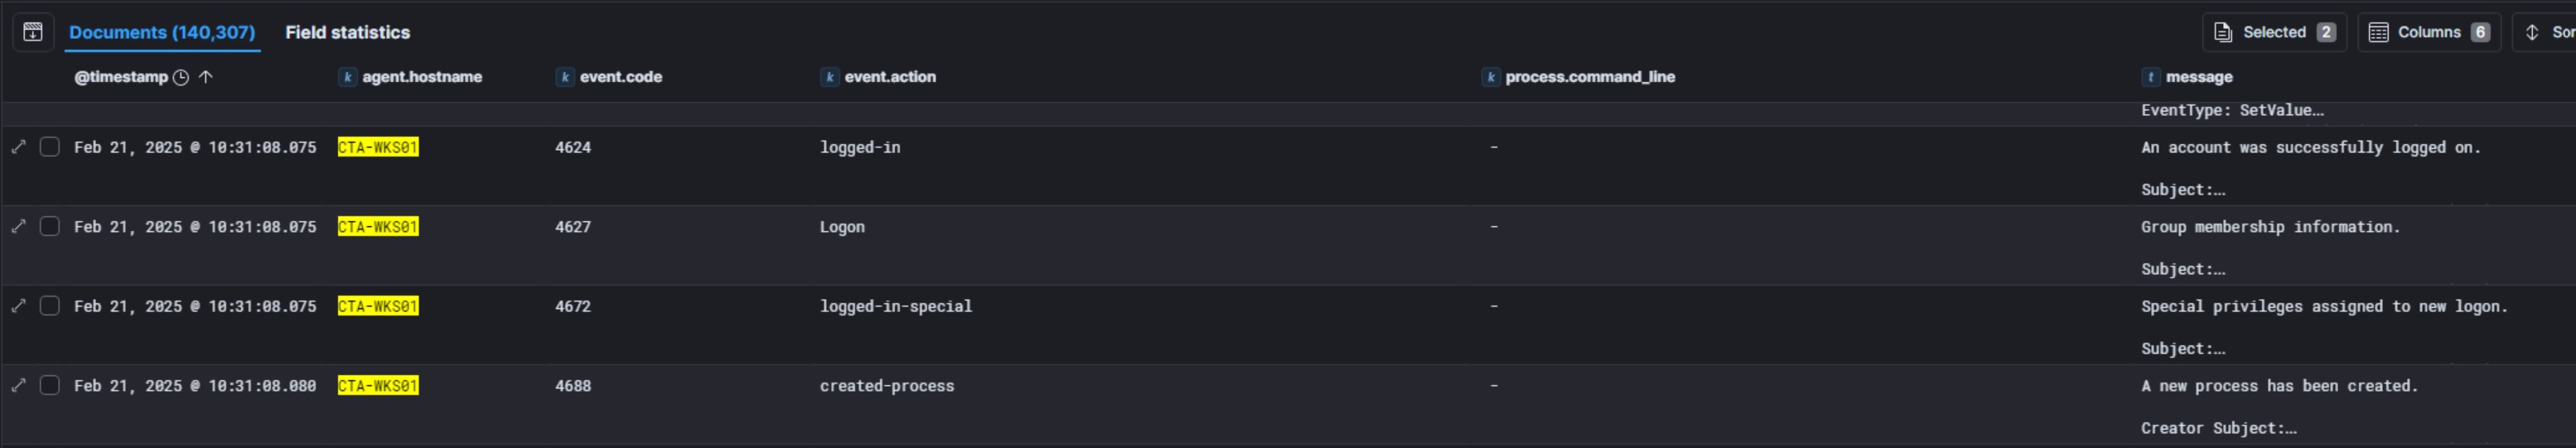 Documents (140,307) Field statistics Selected 2 Columns 6 Sor
@timestamp k agent.hostname k event.code k event.action k process.command_line t message
EventType: SetValue…
Feb 21, 2025 @ 10:31:08.075 CTA-WKS01 4624 logged-in - An account was successfully logged on.
Subject:…
Feb 21, 2025 @ 10:31:08.075 CTA-WKS01 4627 Logon - Group membership information.
Subject:…
Feb 21, 2025 @ 10:31:08.075 CTA-WKS01 4672 logged-in-special - Special privileges assigned to new logon.
Subject:…
Feb 21, 2025 @ 10:31:08.080 CTA-WKS01 4688 created-process - A new process has been created.
Creator Subject:…